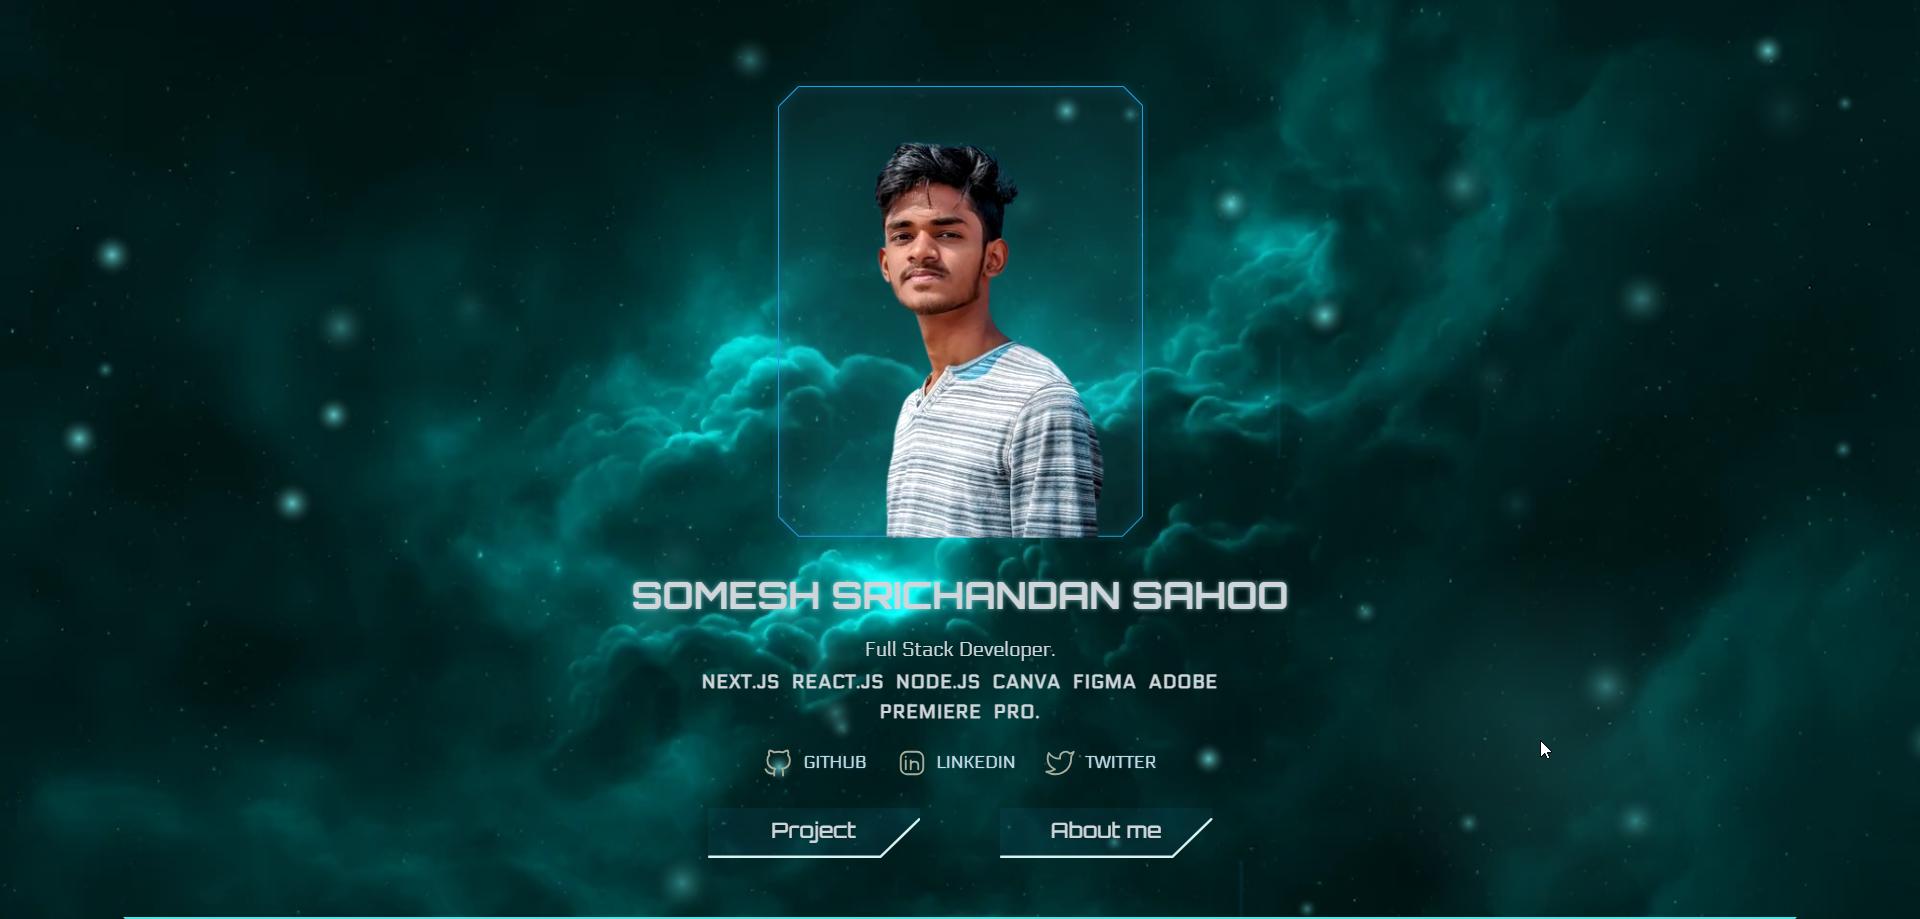 SOMESH SRICHANDAN SAHOO
Full Stack Developer.
NEXT.JS REACT.JS NODE.JS CANVA FIGMA ADOBE
PREMIERE PRO.
GITHUB LINKEDIN TWITTER
Project About me